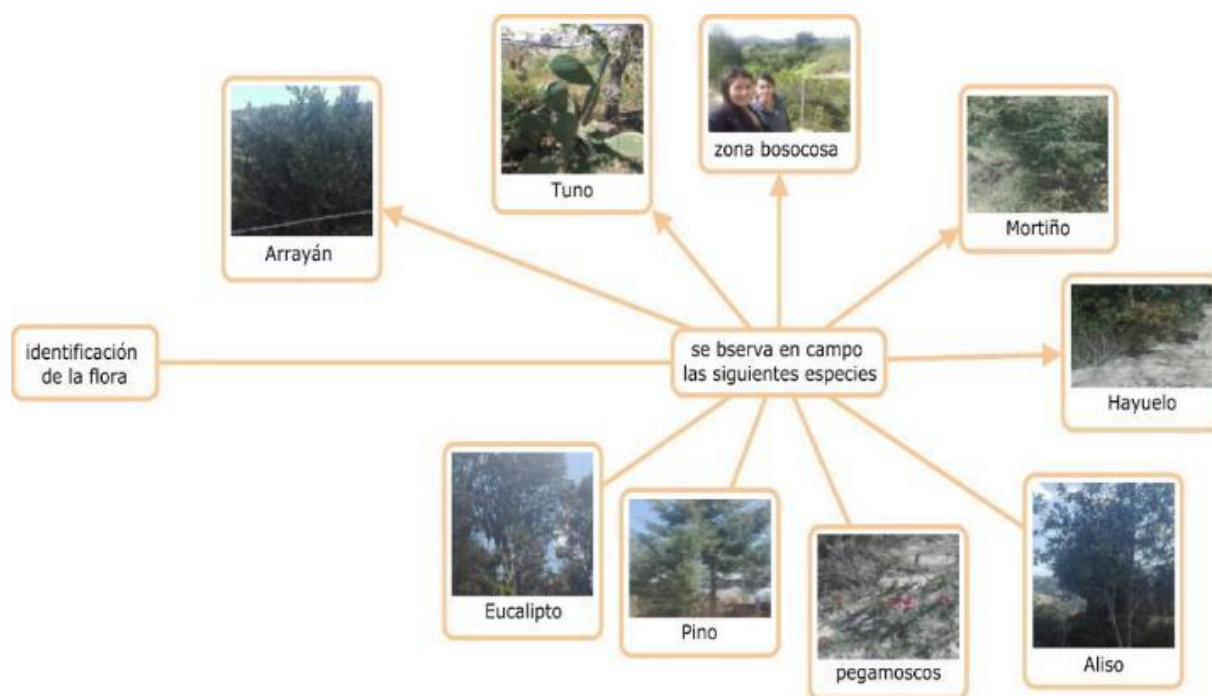 identificación
de la flora
se bserva en campo
las siguientes especies
Arrayán
Tuno
zona bosocosa
Mortiño
Hayuelo
Eucalipto
Pino
pegamoscos
Aliso